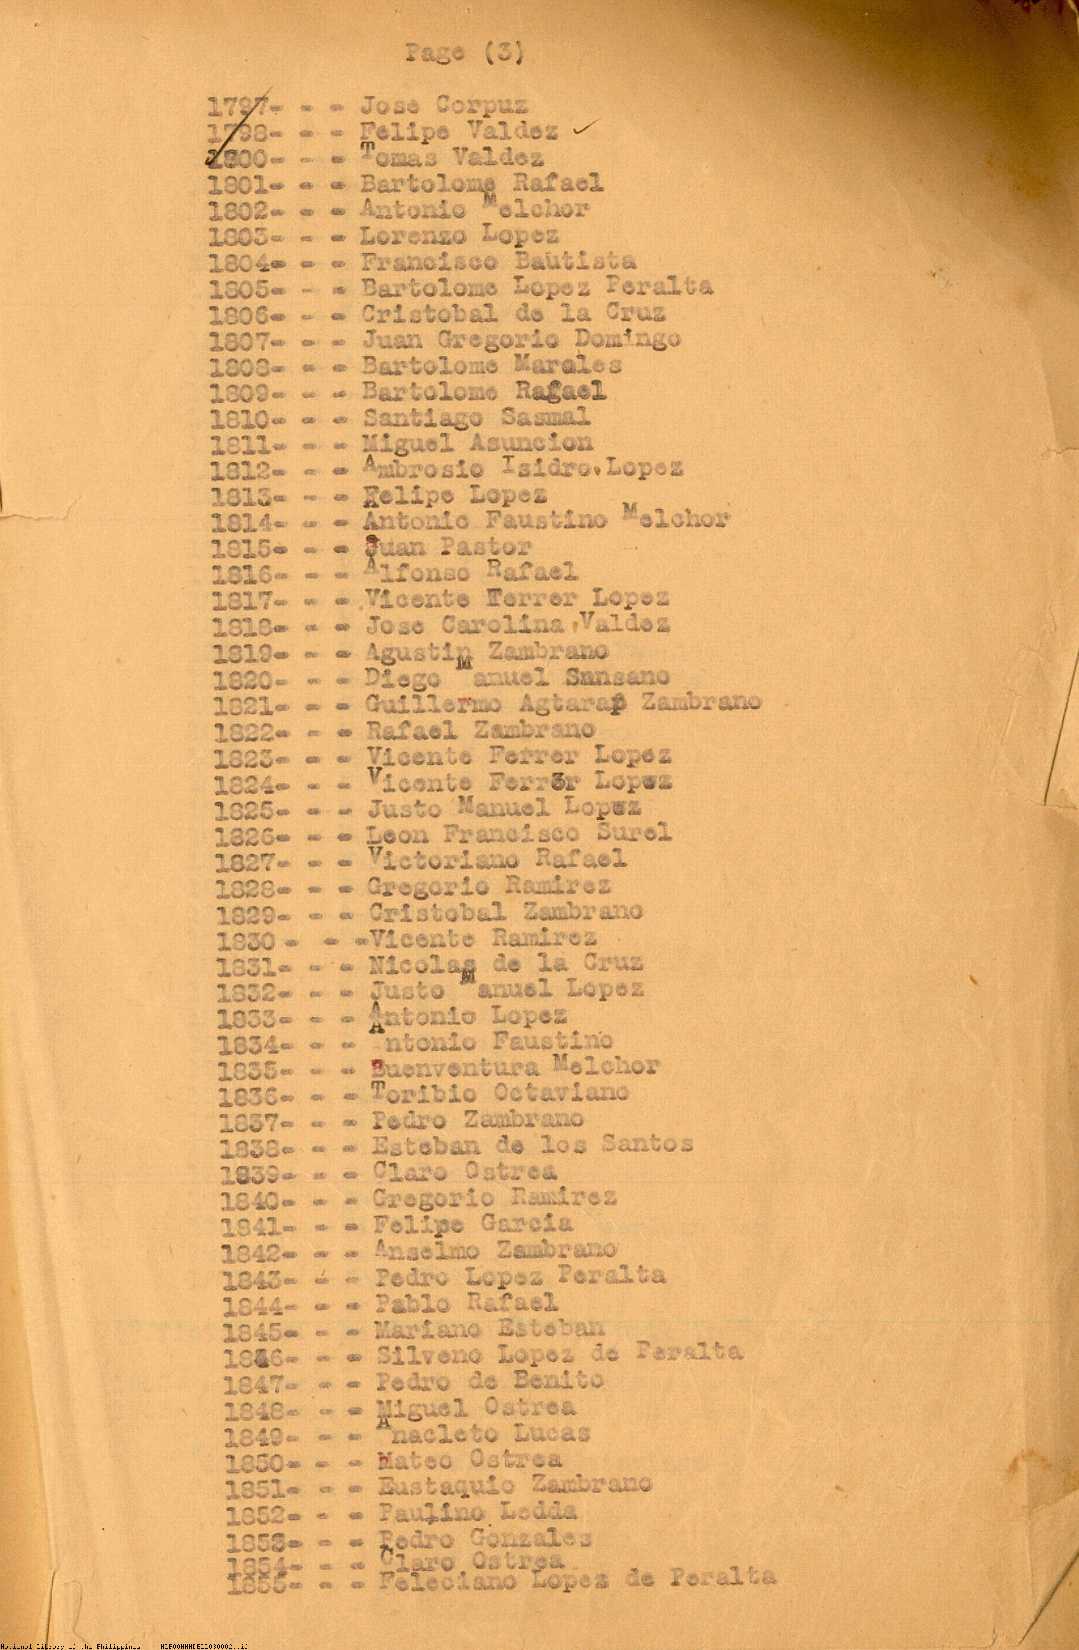 Page (3)
1797- - - Jose Corpuz
1798- - - Felipe Valdez ✓
1800- - - Tomas Valdez
1801- - - Bartolome Rafael
1802- - - Antonio Melchor
1803- - - Lorenzo Lopez
1804- - - Francisco Bautista
1805- - - Bartolome Lopez Peralta
1806- - - Cristobal de la Cruz
1807- - - Juan Gregorio Domingo
1808- - - Bartolome Marales
1809- - - Bartolome Rafael
1810- - - Santiago Sasmal
1811- - - Miguel Asuncion
1812- - - Ambrosio Isidro Lopez
1813- - - Felipe Lopez
1814- - - Antonio Faustino Melchor
1815- - - Juan Pastor
1816- - - Alfonso Rafael
1817- - - Vicente Ferrer Lopez
1818- - - Jose Carolina Valdez
1819- - - Agustin Zambrano
1820- - - Diego Manuel Sansano
1821- - - Guillermo Agtarap Zambrano
1822- - - Rafael Zambrano
1823- - - Vicente Ferrer Lopez
1824- - - Vicente Ferrer Lopez
1825- - - Justo Manuel Lopez
1826- - - Leon Francisco Surel
1827- - - Victoriano Rafael
1828- - - Gregorio Ramirez
1829- - - Cristobal Zambrano
1830 - - -Vicente Ramirez
1831- - - Nicolas de la Cruz
1832- - - Justo Manuel Lopez
1833- - - Antonio Lopez
1834- - - Antonio Faustino
1835- - - Buenventura Melchor
1836- - - Toribio Octaviano
1837- - - Pedro Zambrano
1838- - - Esteban de los Santos
1839- - - Claro Ostrea
1840- - - Gregorio Ramirez
1841- - - Felipe Garcia
1842- - - Anselmo Zambrano
1843- - - Pedro Lopez Peralta
1844- - - Pablo Rafael
1845- - - Mariano Esteban
1846- - - Silveno Lopez de Peralta
1847- - - Pedro de Benito
1848- - - Miguel Ostrea
1849- - - Anacleto Lucas
1850- - - Mateo Ostrea
1851- - - Eustaquio Zambrano
1852- - - Paulino Ledda
1853- - - Pedro Gonzales
1854- - - Claro Ostrea
1855- - - Feleciano Lopez de Peralta
National Library of the Philippines